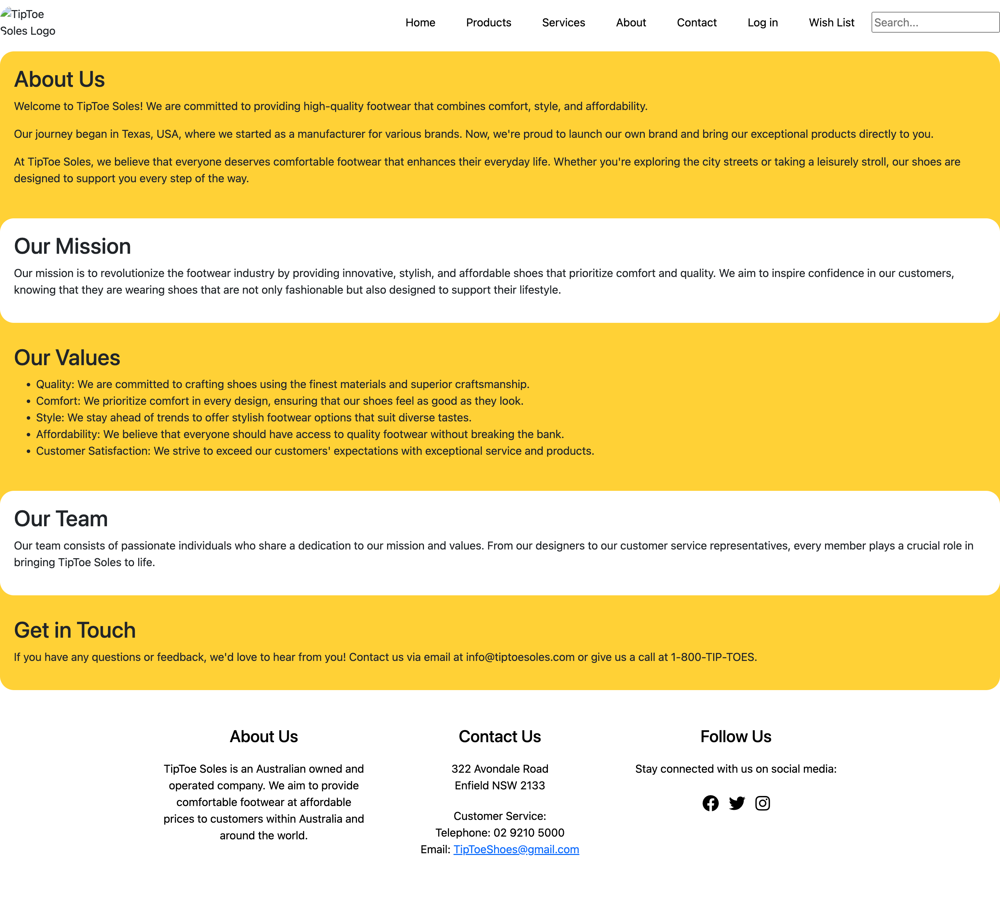 TipToe
Soles Logo
Home Products Services About Contact Log in Wish List Search...
About Us
Welcome to TipToe Soles! We are committed to providing high-quality footwear that combines comfort, style, and affordability.
Our journey began in Texas, USA, where we started as a manufacturer for various brands. Now, we're proud to launch our own brand and bring our exceptional products directly to you.
At TipToe Soles, we believe that everyone deserves comfortable footwear that enhances their everyday life. Whether you're exploring the city streets or taking a leisurely stroll, our shoes are
designed to support you every step of the way.
Our Mission
Our mission is to revolutionize the footwear industry by providing innovative, stylish, and affordable shoes that prioritize comfort and quality. We aim to inspire confidence in our customers,
knowing that they are wearing shoes that are not only fashionable but also designed to support their lifestyle.
Our Values
• Quality: We are committed to crafting shoes using the finest materials and superior craftsmanship.
• Comfort: We prioritize comfort in every design, ensuring that our shoes feel as good as they look.
• Style: We stay ahead of trends to offer stylish footwear options that suit diverse tastes.
• Affordability: We believe that everyone should have access to quality footwear without breaking the bank.
• Customer Satisfaction: We strive to exceed our customers' expectations with exceptional service and products.
Our Team
Our team consists of passionate individuals who share a dedication to our mission and values. From our designers to our customer service representatives, every member plays a crucial role in
bringing TipToe Soles to life.
Get in Touch
If you have any questions or feedback, we'd love to hear from you! Contact us via email at info@tiptoesoles.com or give us a call at 1-800-TIP-TOES.
About Us
TipToe Soles is an Australian owned and
operated company. We aim to provide
comfortable footwear at affordable
prices to customers within Australia and
around the world.
Contact Us
322 Avondale Road
Enfield NSW 2133
Customer Service:
Telephone: 02 9210 5000
Email: TipToeShoes@gmail.com
Follow Us
Stay connected with us on social media: